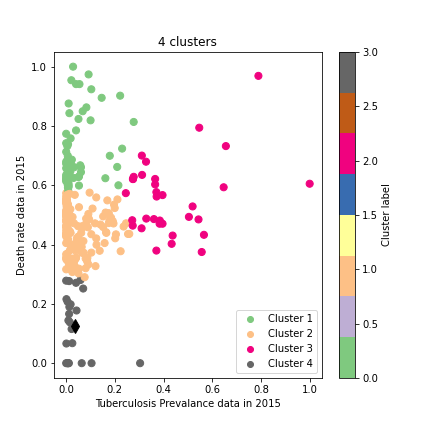 4 clusters
Death rate data in 2015
1.0
0.8
0.6
0.4
0.2
0.0
0.0 0.2 0.4 0.6 0.8 1.0
Tuberculosis Prevalance data in 2015
Cluster 1
Cluster 2
Cluster 3
Cluster 4
3.0
2.5
2.0
1.5
1.0
0.5
0.0
Cluster label